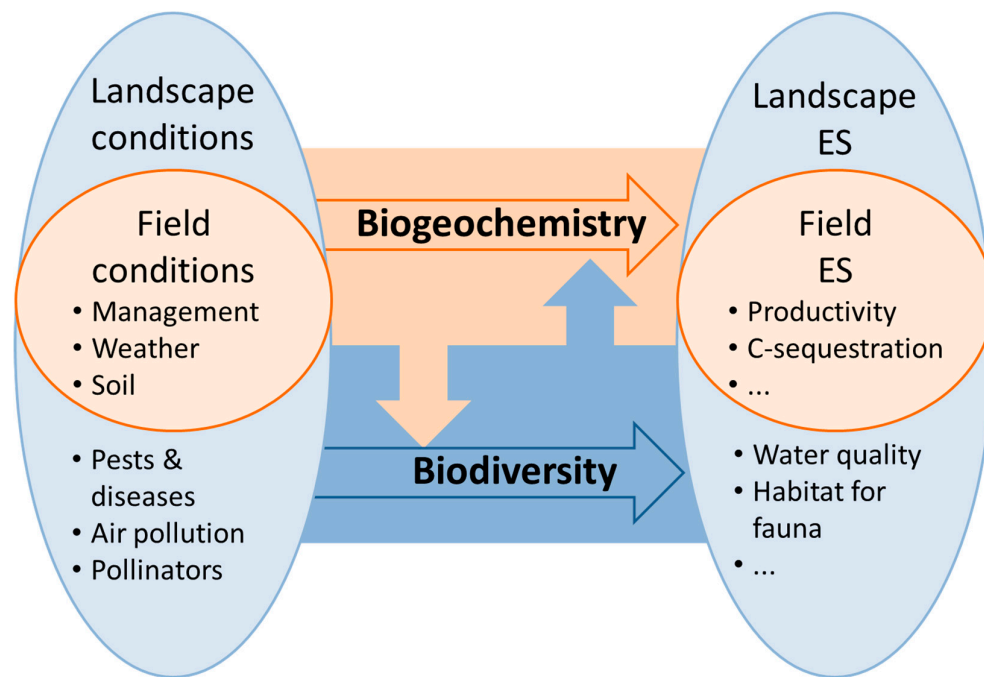 Landscape
conditions
Field
conditions
• Management
• Weather
• Soil
• Pests &
diseases
• Air pollution
• Pollinators
Biogeochemistry
Biodiversity
Landscape
ES
Field
ES
• Productivity
• C-sequestration
• ...
• Water quality
• Habitat for
fauna
• ...